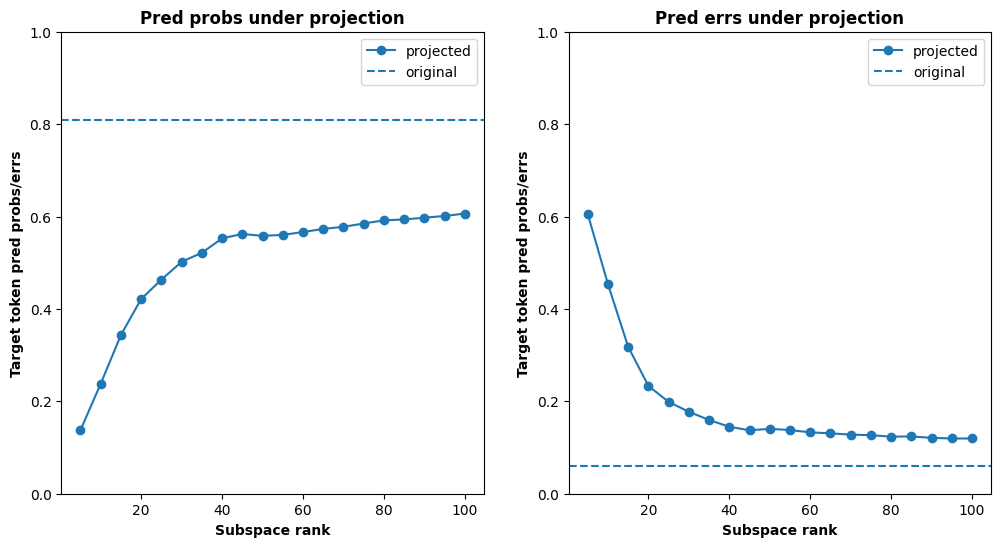 Pred probs under projection
Target token pred probs/errs
1.0
0.8
0.6
0.4
0.2
0.0
projected
original
20
40
60
80
100
Subspace rank
Pred errs under projection
Target token pred probs/errs
1.0
0.8
0.6
0.4
0.2
0.0
projected
original
20
40
60
80
100
Subspace rank